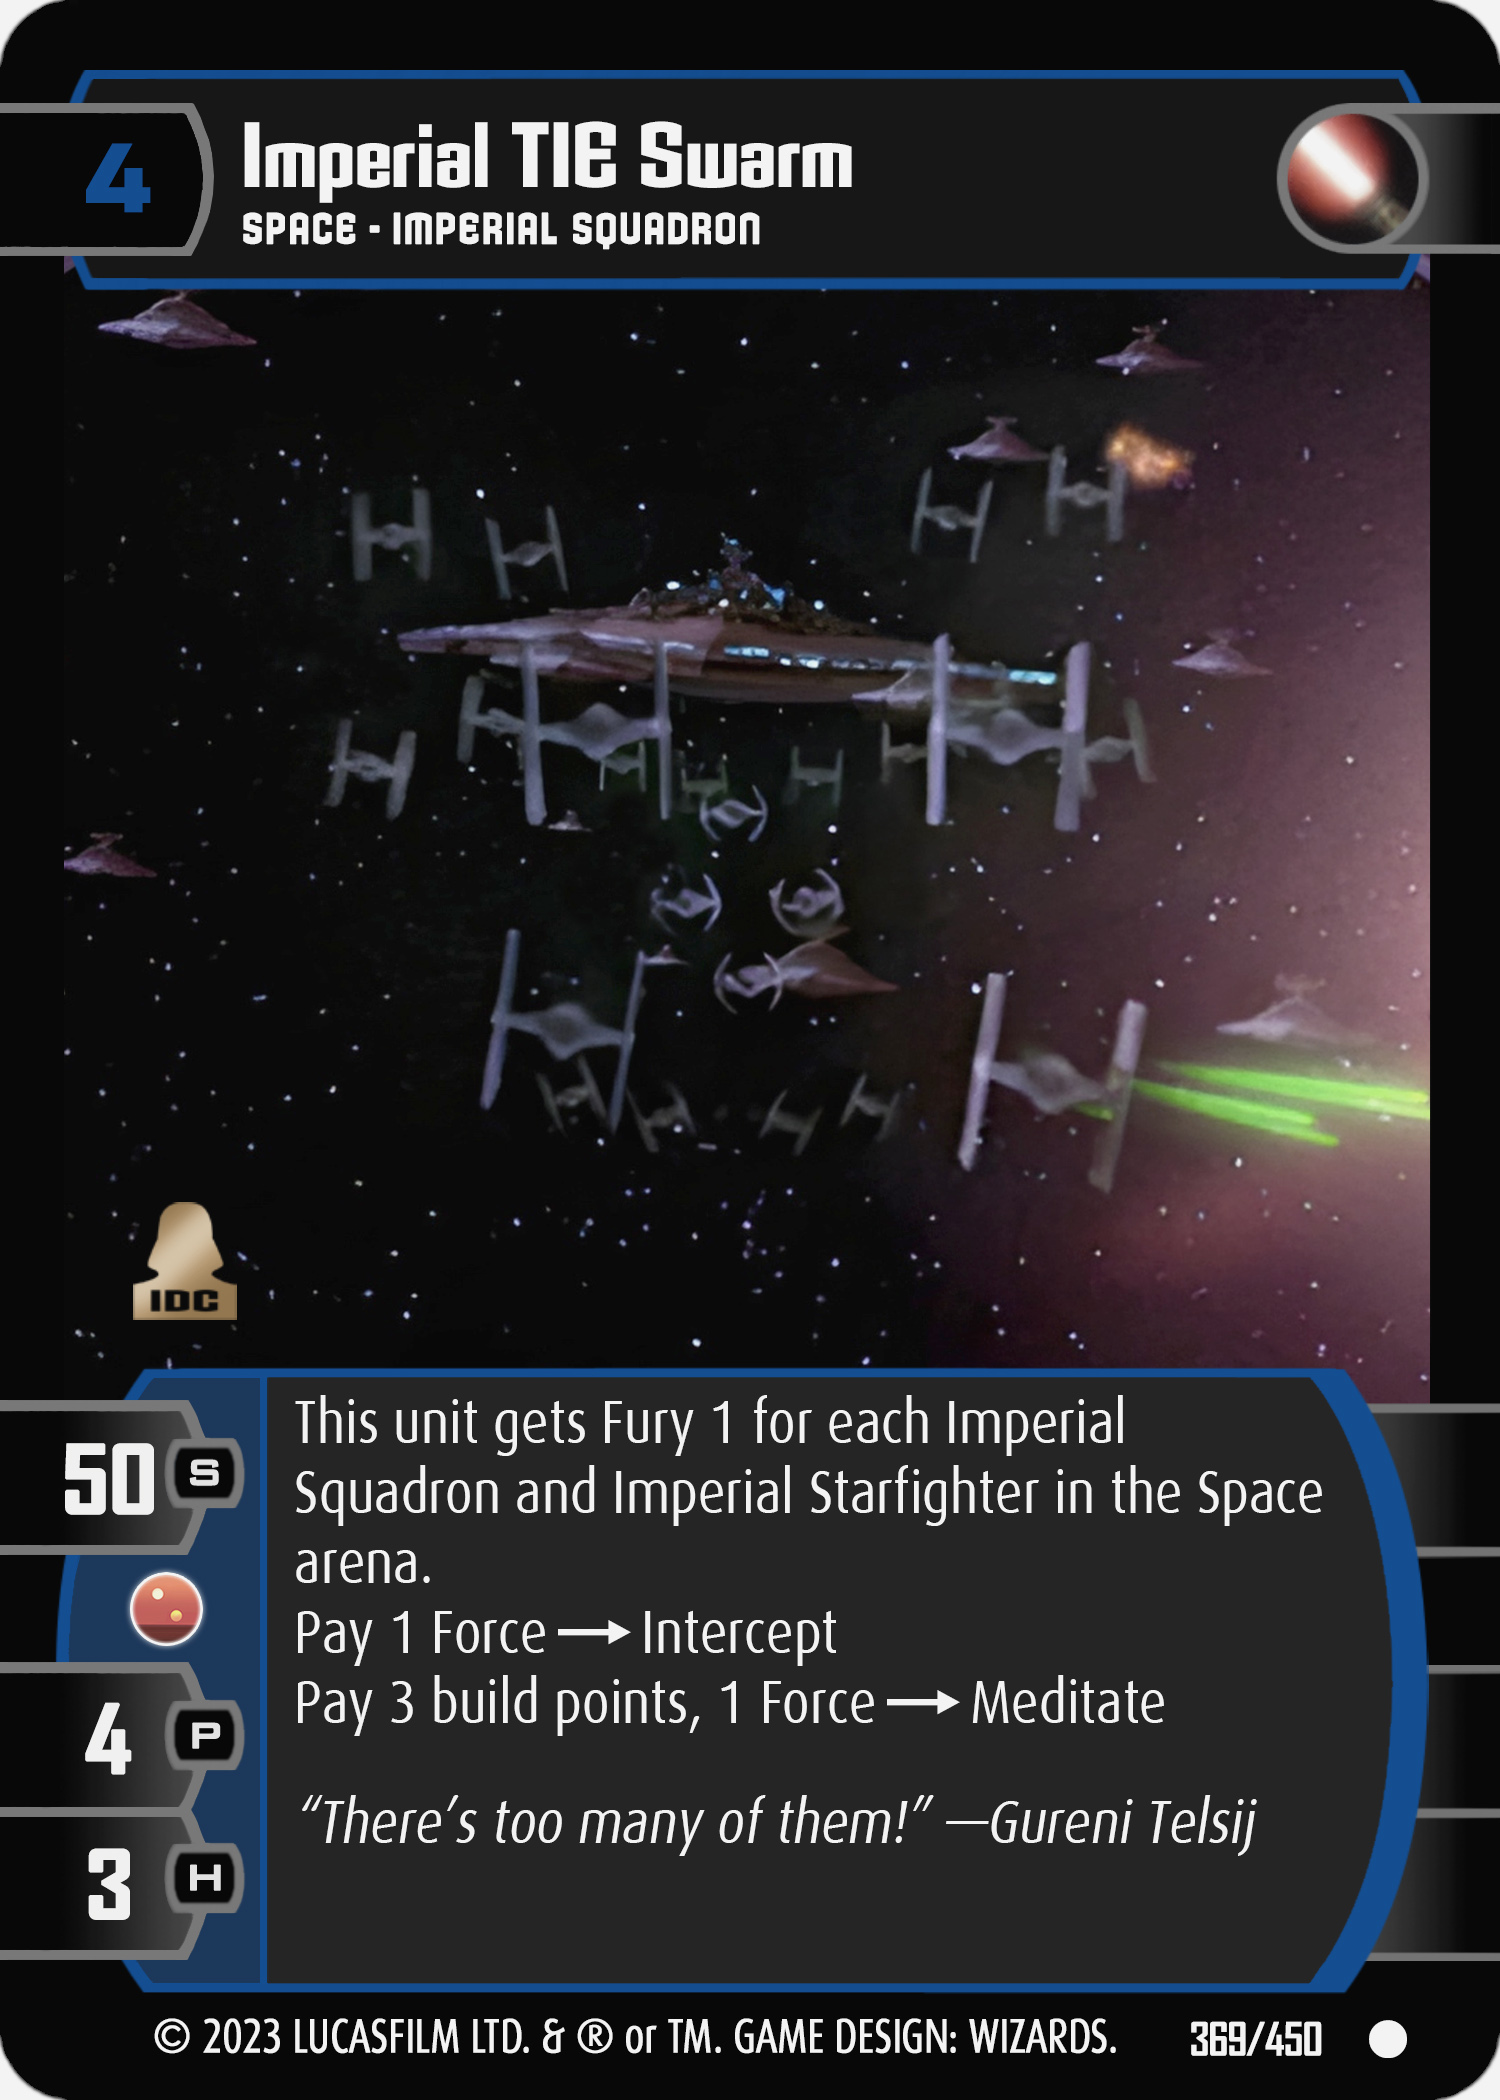 4
Imperial TIE Swarm
SPACE - IMPERIAL SQUADRON
IDC
50 S
4 P
3 H
This unit gets Fury 1 for each Imperial
Squadron and Imperial Starfighter in the Space
arena.
Pay 1 Force → Intercept
Pay 3 build points, 1 Force → Meditate
“There’s too many of them!” —Gureni Telsij
© 2023 LUCASFILM LTD. & ® or TM. GAME DESIGN: WIZARDS.
369/450